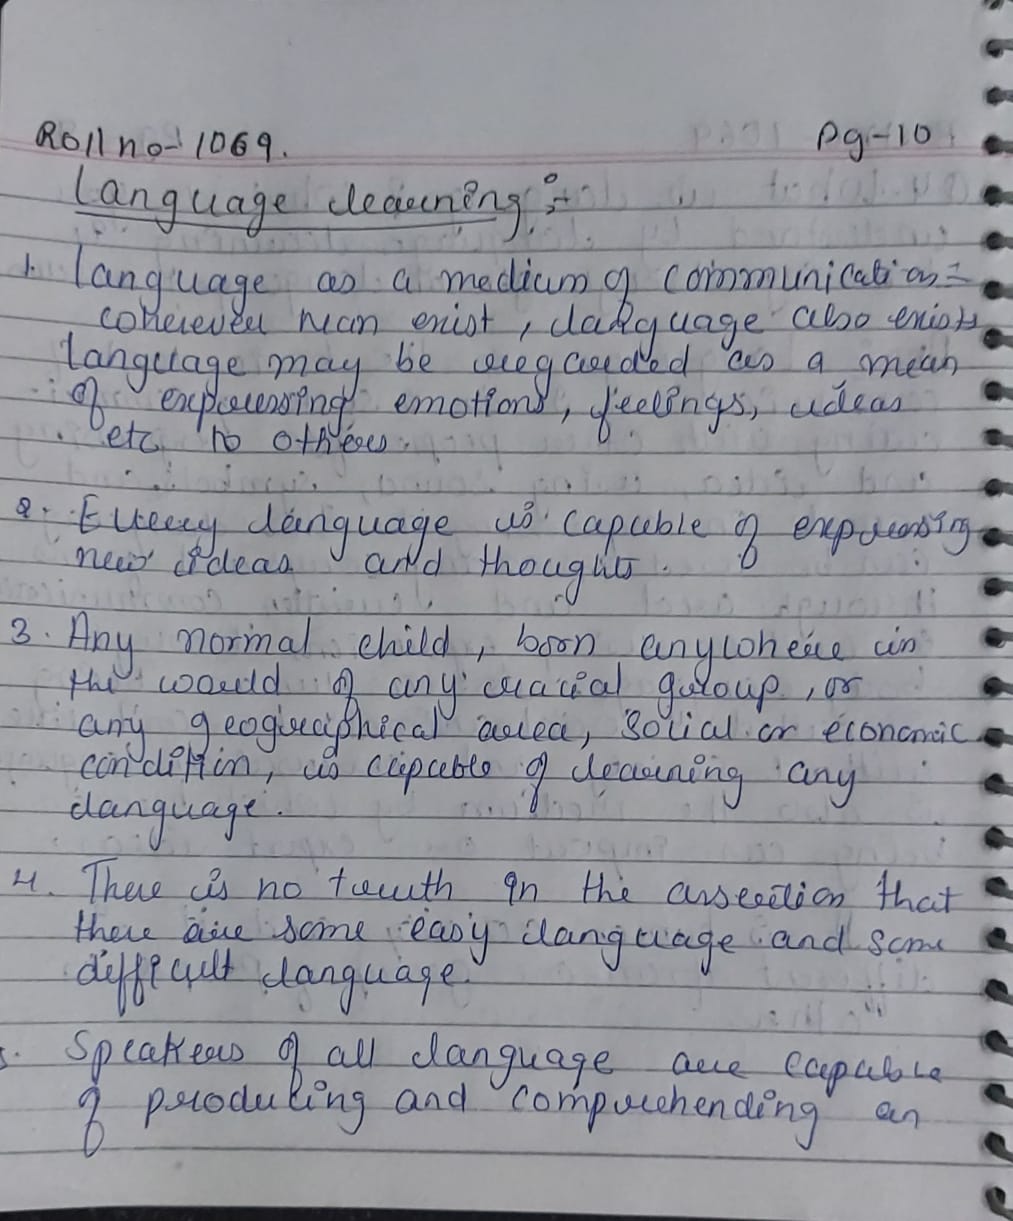 Roll no-1069. Pg-10
Language learning :-
1. Language as a medium of communication =
wherever man exist, language also exists
language may be regarded as a mean
of expressing emotions, feelings, ideas
etc to others.
2. Every language is capable of expressing
new ideas and thoughts.
3. Any normal child, born anywhere in
the world of any racial group, or
any geographical area, social or economic
condition, is capable of learning any
language.
4. There is no truth in the assertion that
there are some easy language and some
difficult language.
5. Speakers of all language are capable
of producing and comprehending an